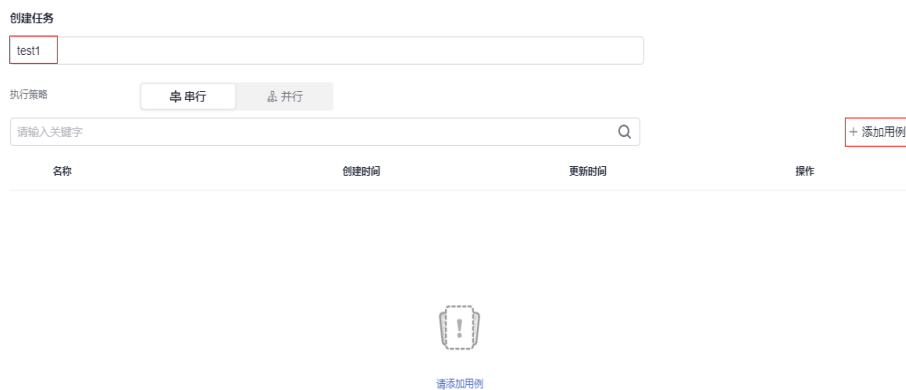 创建任务
test1
执行策略 串行 并行
请输入关键字
+ 添加用例
名称 创建时间 更新时间 操作
请添加用例